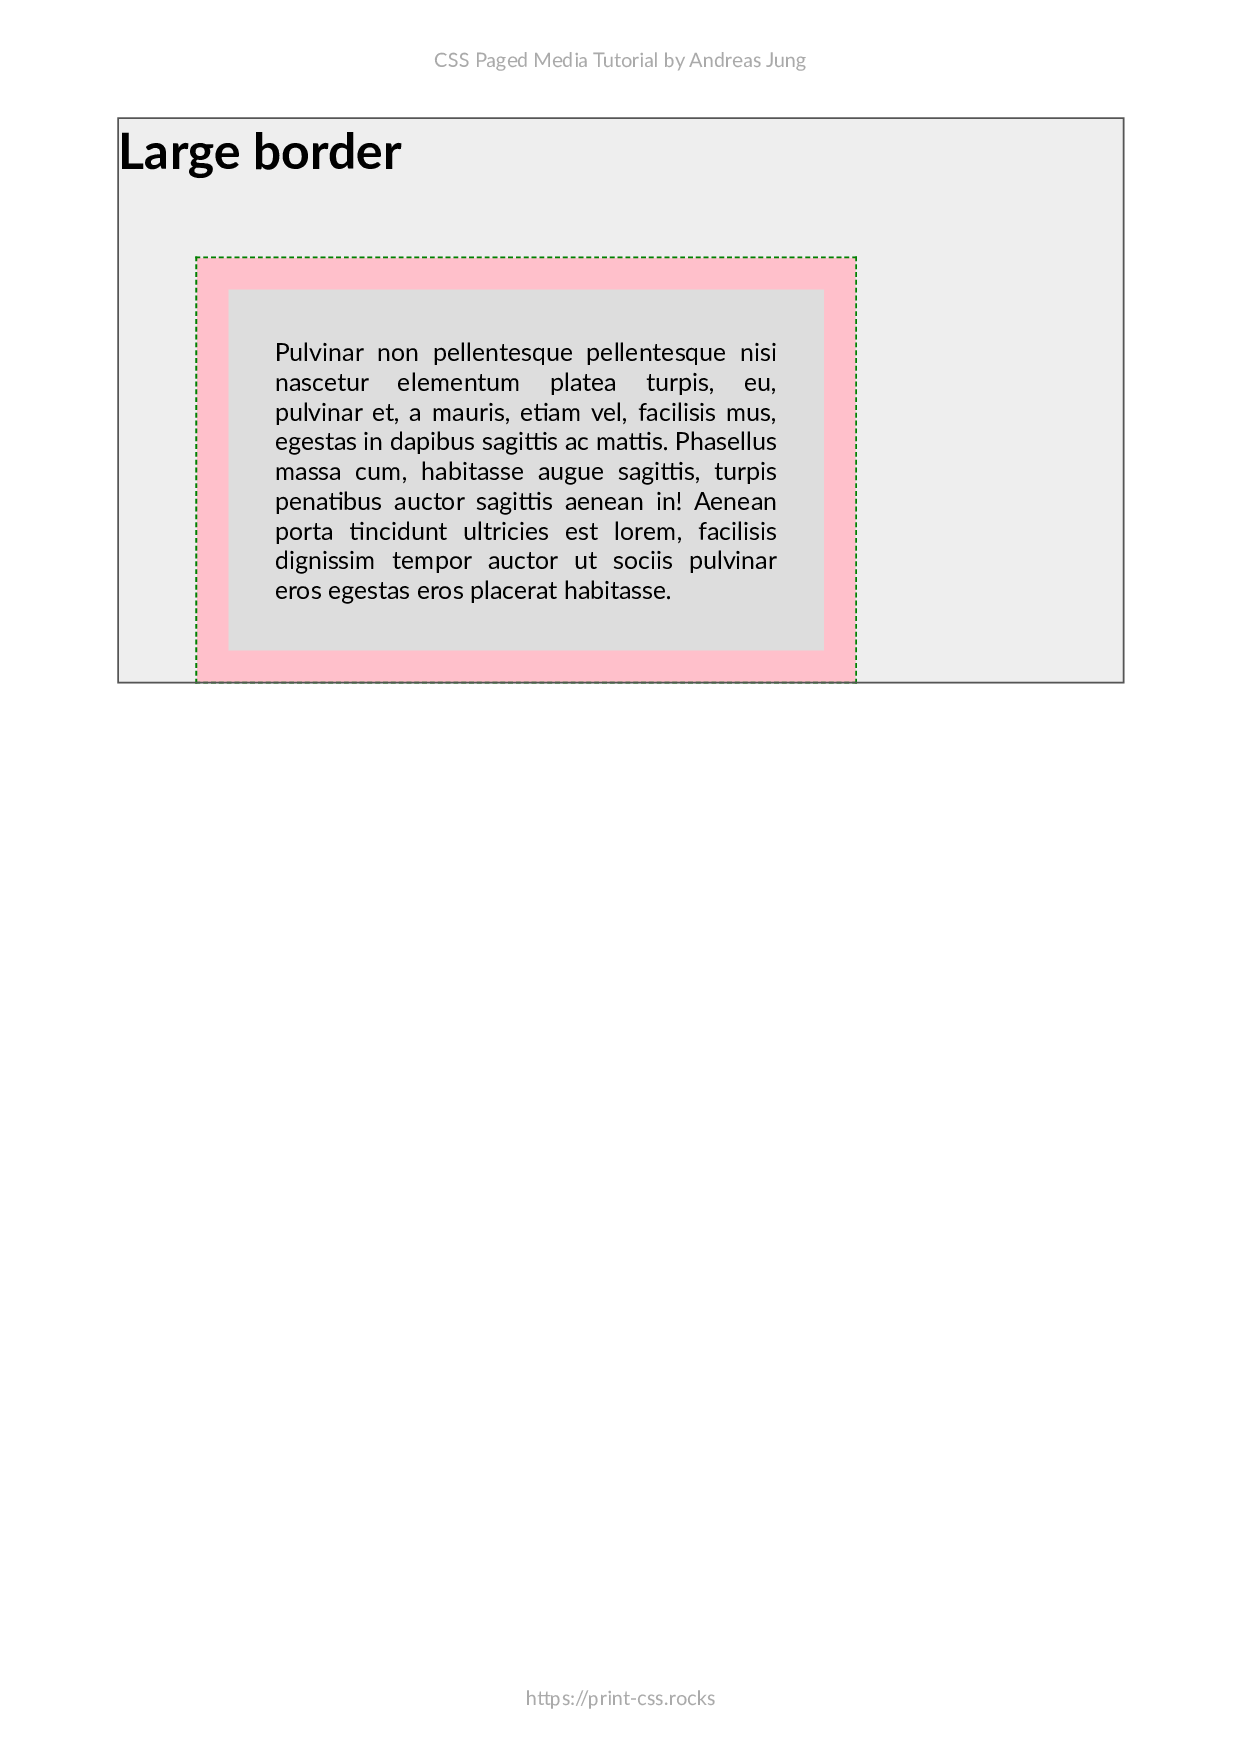 CSS Paged Media Tutorial by Andreas Jung
Large border
Pulvinar non pellentesque pellentesque nisi
nascetur elementum platea turpis, eu,
pulvinar et, a mauris, etiam vel, facilisis mus,
egestas in dapibus sagittis ac mattis. Phasellus
massa cum, habitasse augue sagittis, turpis
penatibus auctor sagittis aenean in! Aenean
porta tincidunt ultricies est lorem, facilisis
dignissim tempor auctor ut sociis pulvinar
eros egestas eros placerat habitasse.
https://print-css.rocks